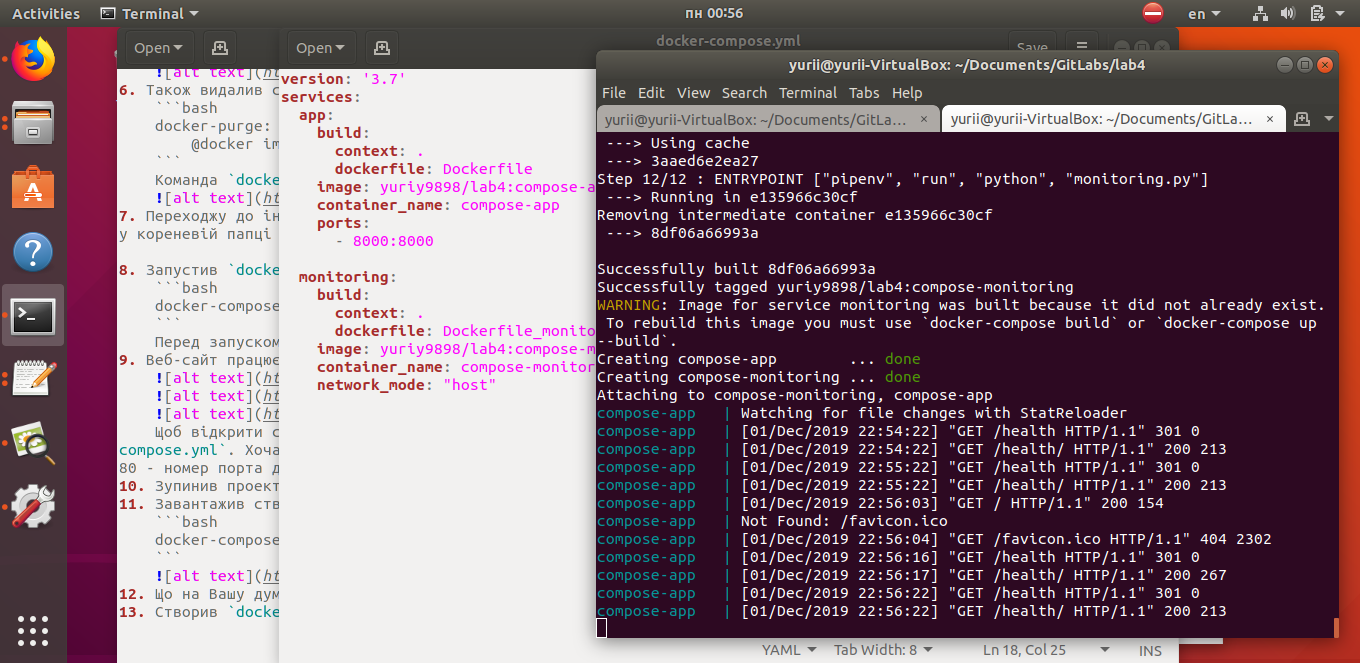 Activities
Terminal
пн 00:56
en
Open
Open
docker-compose.yml
Save
![alt text](ht
6. Також видалив с
```bash
docker-purge:
@docker im
```
Команда `docke
![alt text](ht
7. Переходжу до ін
у кореневій папці
8. Запустив `docke
```bash
docker-compose
```
Перед запуском
9. Веб-сайт працює
![alt text](ht
![alt text](ht
![alt text](ht
Щоб відкрити с
compose.yml`. Хоча
80 - номер порта д
10. Зупинив проект
11. Завантажив ств
```bash
docker-compose
```
![alt text](ht
12. Що на Вашу дум
13. Створив `docke
version: '3.7'
services:
app:
build:
context: .
dockerfile: Dockerfile
image: yuriy9898/lab4:compose-a
container_name: compose-app
ports:
- 8000:8000
monitoring:
build:
context: .
dockerfile: Dockerfile_monito
image: yuriy9898/lab4:compose-m
container_name: compose-monitor
network_mode: "host"
YAML
Tab Width: 8
Ln 18, Col 25
INS
yurii@yurii-VirtualBox: ~/Documents/GitLabs/lab4
File Edit View Search Terminal Tabs Help
yurii@yurii-VirtualBox: ~/Documents/GitLa...
yurii@yurii-VirtualBox: ~/Documents/GitLa...
---> Using cache
---> 3aaed6e2ea27
Step 12/12 : ENTRYPOINT ["pipenv", "run", "python", "monitoring.py"]
---> Running in e135966c30cf
Removing intermediate container e135966c30cf
---> 8df06a66993a
Successfully built 8df06a66993a
Successfully tagged yuriy9898/lab4:compose-monitoring
WARNING: Image for service monitoring was built because it did not already exist.
To rebuild this image you must use `docker-compose build` or `docker-compose up
--build`.
Creating compose-app ... done
Creating compose-monitoring ... done
Attaching to compose-monitoring, compose-app
compose-app | Watching for file changes with StatReloader
compose-app | [01/Dec/2019 22:54:22] "GET /health HTTP/1.1" 301 0
compose-app | [01/Dec/2019 22:54:22] "GET /health/ HTTP/1.1" 200 213
compose-app | [01/Dec/2019 22:55:22] "GET /health HTTP/1.1" 301 0
compose-app | [01/Dec/2019 22:55:22] "GET /health/ HTTP/1.1" 200 213
compose-app | [01/Dec/2019 22:56:03] "GET / HTTP/1.1" 200 154
compose-app | Not Found: /favicon.ico
compose-app | [01/Dec/2019 22:56:04] "GET /favicon.ico HTTP/1.1" 404 2302
compose-app | [01/Dec/2019 22:56:16] "GET /health HTTP/1.1" 301 0
compose-app | [01/Dec/2019 22:56:17] "GET /health/ HTTP/1.1" 200 267
compose-app | [01/Dec/2019 22:56:22] "GET /health HTTP/1.1" 301 0
compose-app | [01/Dec/2019 22:56:22] "GET /health/ HTTP/1.1" 200 213